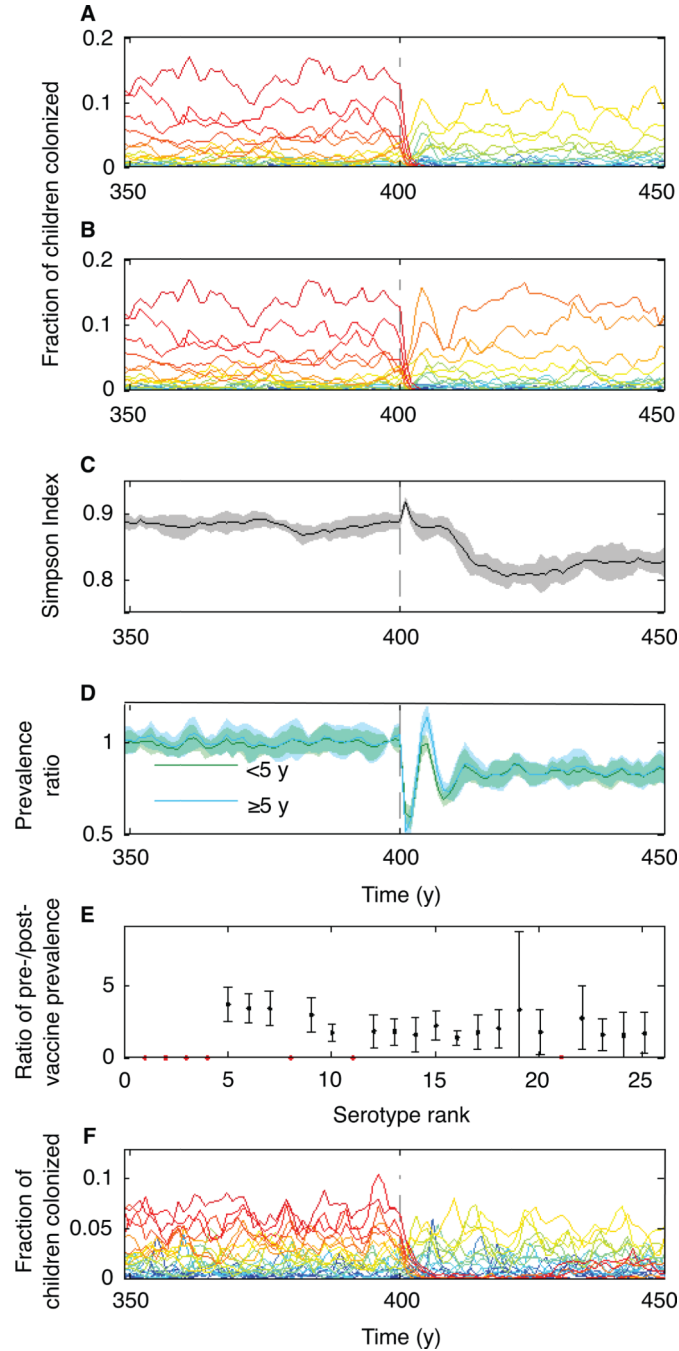 A
0.2
0.1
0
350
400
450
B
0.2
0.1
0
350
400
450
Fraction of children colonized
C
0.9
0.8
350
400
450
Simpson Index
D
1
0.5
<5 y
≥5 y
350
400
450
Prevalence
ratio
Time (y)
E
5
0
0
5
10
15
20
25
Ratio of pre-/post-
vaccine prevalence
Serotype rank
F
0.1
0.05
0
350
400
450
Fraction of
children colonized
Time (y)